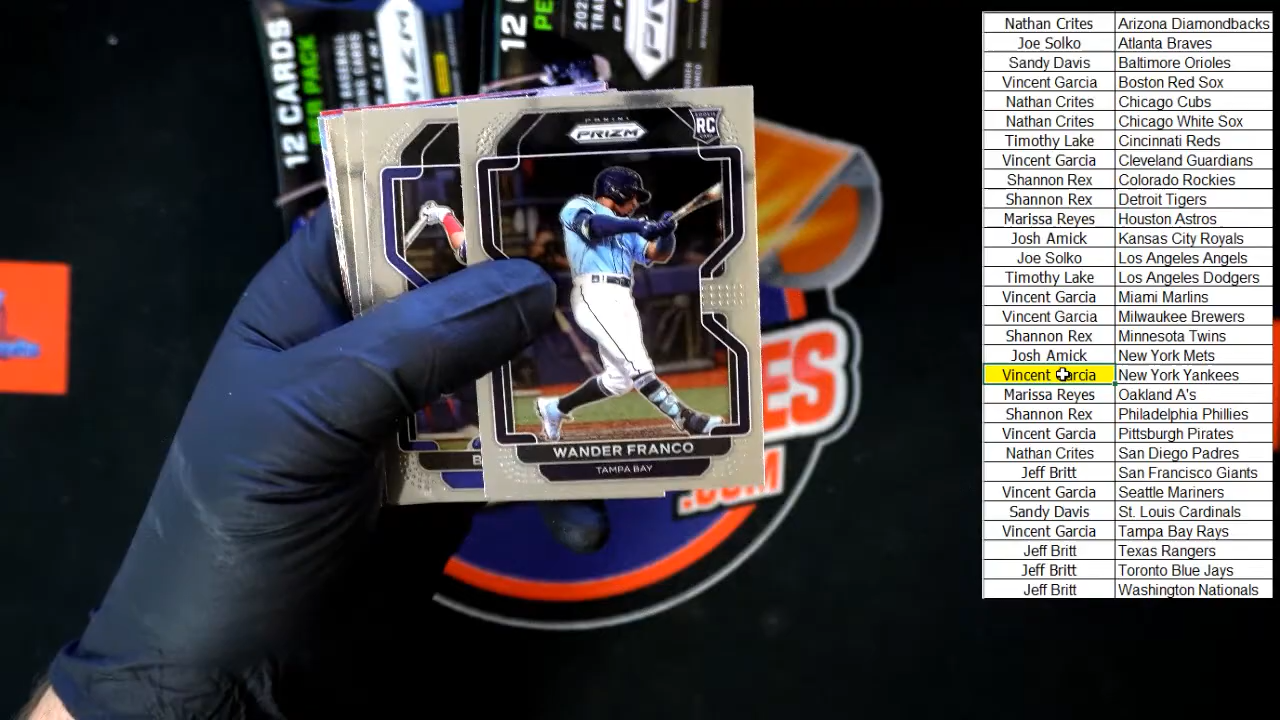 12 CARDS
PER PACK
PRIZM
12
PE
PANINI
PRIZM
RC
WANDER FRANCO
TAMPA BAY
B
ES
.COM
Nathan Crites Arizona Diamondbacks
Joe Solko Atlanta Braves
Sandy Davis Baltimore Orioles
Vincent Garcia Boston Red Sox
Nathan Crites Chicago Cubs
Nathan Crites Chicago White Sox
Timothy Lake Cincinnati Reds
Vincent Garcia Cleveland Guardians
Shannon Rex Colorado Rockies
Shannon Rex Detroit Tigers
Marissa Reyes Houston Astros
Josh Amick Kansas City Royals
Joe Solko Los Angeles Angels
Timothy Lake Los Angeles Dodgers
Vincent Garcia Miami Marlins
Vincent Garcia Milwaukee Brewers
Shannon Rex Minnesota Twins
Josh Amick New York Mets
Vincent Garcia New York Yankees
Marissa Reyes Oakland A's
Shannon Rex Philadelphia Phillies
Vincent Garcia Pittsburgh Pirates
Nathan Crites San Diego Padres
Jeff Britt San Francisco Giants
Vincent Garcia Seattle Mariners
Sandy Davis St. Louis Cardinals
Vincent Garcia Tampa Bay Rays
Jeff Britt Texas Rangers
Jeff Britt Toronto Blue Jays
Jeff Britt Washington Nationals